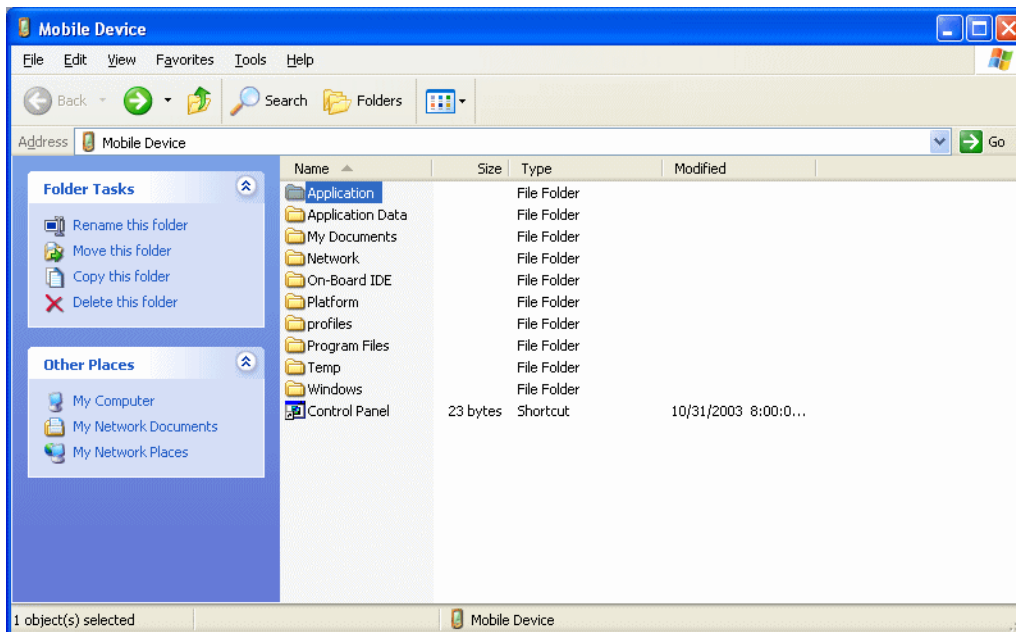 Mobile Device
File Edit View Favorites Tools Help
Back Search Folders
Address Mobile Device Go
Folder Tasks
Rename this folder
Move this folder
Copy this folder
Delete this folder
Other Places
My Computer
My Network Documents
My Network Places
Name Size Type Modified
Application File Folder
Application Data File Folder
My Documents File Folder
Network File Folder
On-Board IDE File Folder
Platform File Folder
profiles File Folder
Program Files File Folder
Temp File Folder
Windows File Folder
Control Panel 23 bytes Shortcut 10/31/2003 8:00:0...
1 object(s) selected Mobile Device